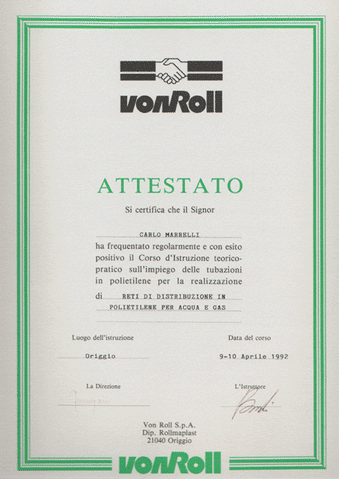 vonRoll
ATTESTATO
Si certifica che il Signor
CARLO MARRELLI
ha frequentato regolarmente e con esito
positivo il Corso d'Istruzione teorico-
pratico sull'impiego delle tubazioni
in polietilene per la realizzazione
di RETI DI DISTRIBUZIONE IN
POLIETILENE PER ACQUA E GAS
Luogo dell'istruzione Data del corso
Origgio 9-10 Aprile 1992
La Direzione L'Istruttore
Von Roll S.p.A.
Dip. Rollmaplast
21040 Origgio
vonRoll